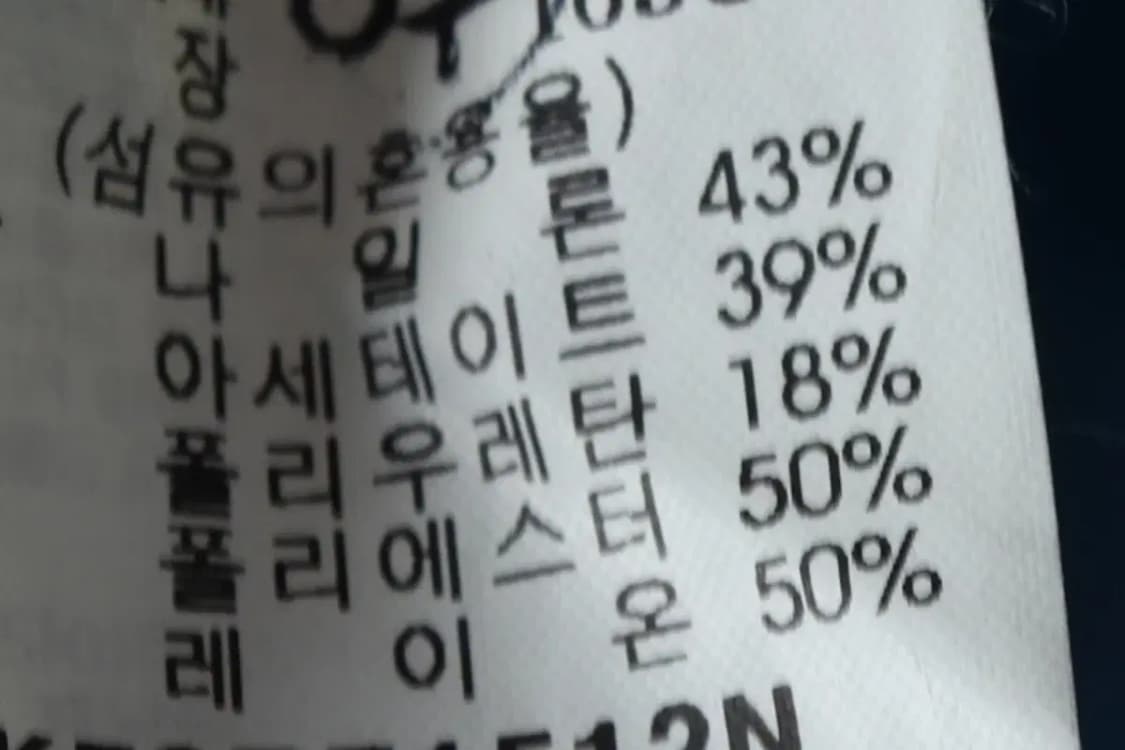 (섬유의 혼용율)
나일론 43%
아세테이트 39%
폴리우레탄 18%
폴리에스터 50%
레이온 50%